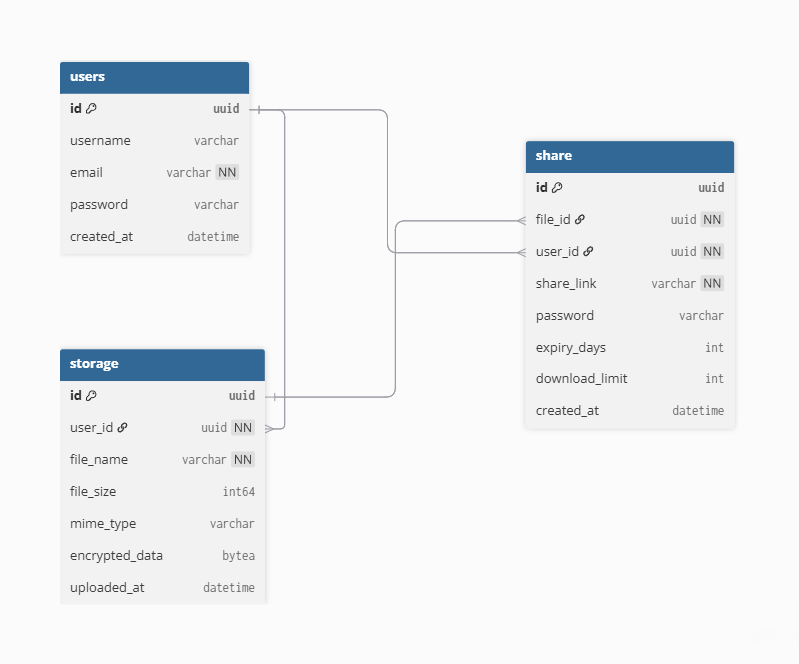 users
id uuid
username varchar
email varchar NN
password varchar
created_at datetime
share
id uuid
file_id uuid NN
user_id uuid NN
share_link varchar NN
password varchar
expiry_days int
download_limit int
created_at datetime
storage
id uuid
user_id uuid NN
file_name varchar NN
file_size int64
mime_type varchar
encrypted_data bytea
uploaded_at datetime